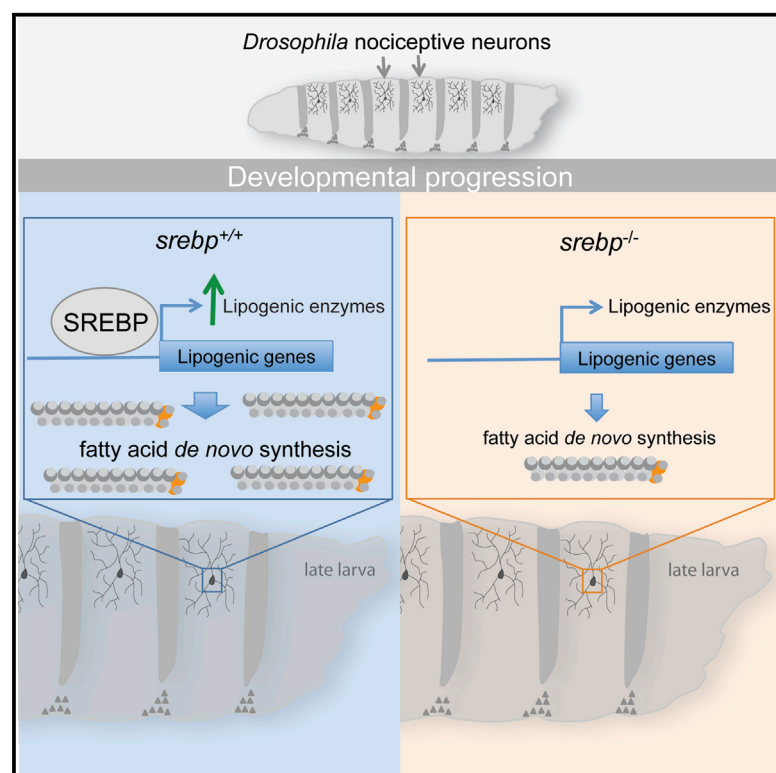 Drosophila nociceptive neurons
Developmental progression
srebp+/+
SREBP
Lipogenic enzymes
Lipogenic genes
fatty acid de novo synthesis
late larva
srebp-/-
Lipogenic enzymes
Lipogenic genes
fatty acid de novo synthesis
late larva